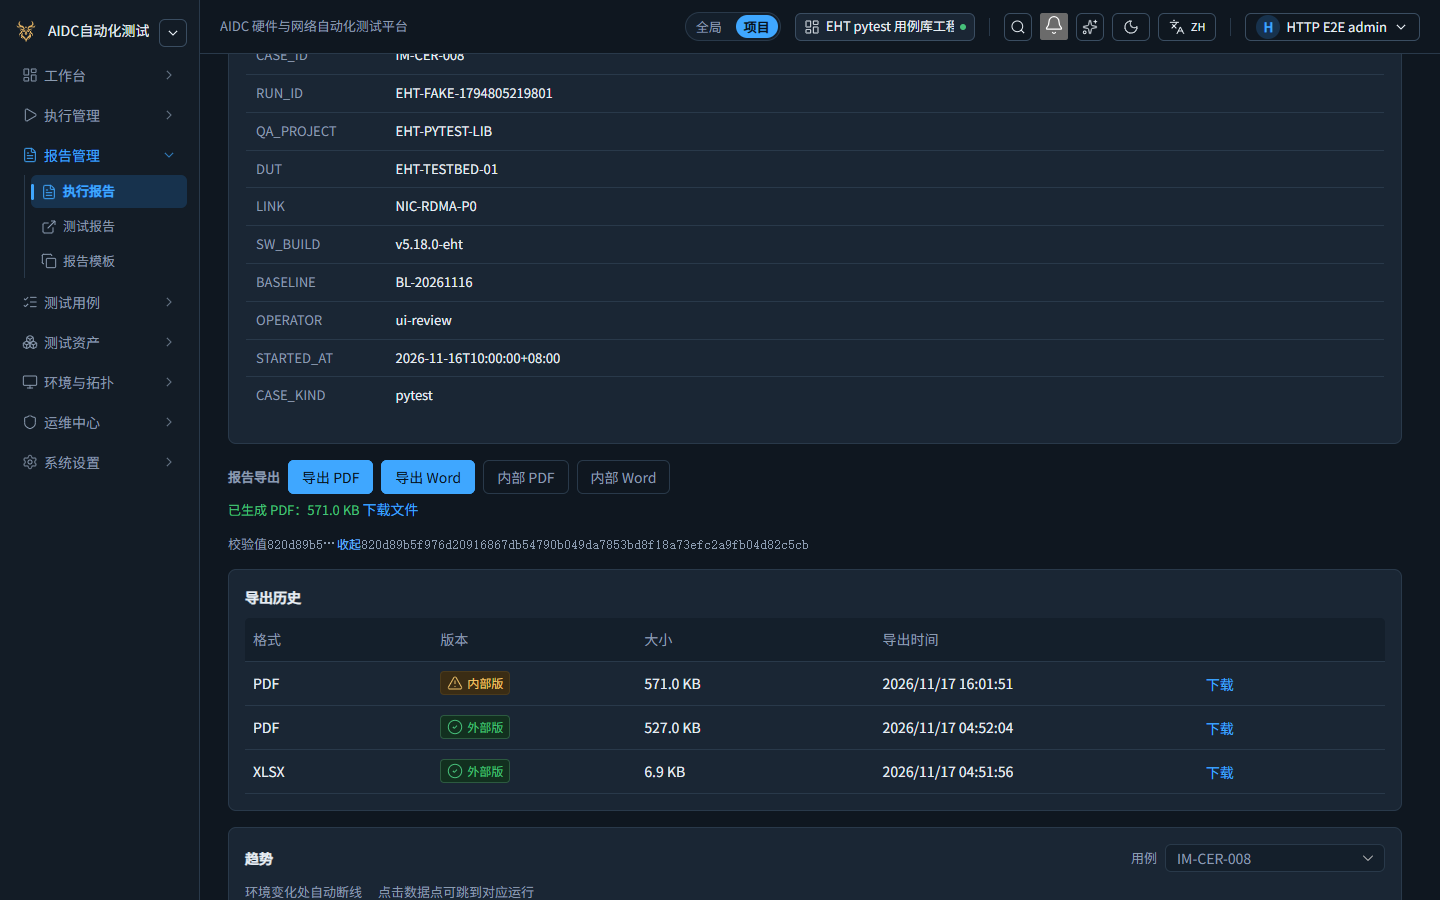 AIDC自动化测试
AIDC 硬件与网络自动化测试平台
全局
项目
EHT pytest 用例库工程
ZH
H
HTTP E2E admin
工作台
执行管理
报告管理
执行报告
测试报告
报告模板
测试用例
测试资产
环境与拓扑
运维中心
系统设置
CASE_ID IM-CER-008
RUN_ID EHT-FAKE-1794805219801
QA_PROJECT EHT-PYTEST-LIB
DUT EHT-TESTBED-01
LINK NIC-RDMA-P0
SW_BUILD v5.18.0-eht
BASELINE BL-20261116
OPERATOR ui-review
STARTED_AT 2026-11-16T10:00:00+08:00
CASE_KIND pytest
报告导出 导出 PDF 导出 Word 内部 PDF 内部 Word
已生成 PDF：571.0 KB 下载文件
校验值820d89b5… 收起820d89b5f976d20916867db54790b049da7853bd8f18a73efc2a9fb04d82c5cb
导出历史
格式 版本 大小 导出时间
PDF 内部版 571.0 KB 2026/11/17 16:01:51 下载
PDF 外部版 527.0 KB 2026/11/17 04:52:04 下载
XLSX 外部版 6.9 KB 2026/11/17 04:51:56 下载
趋势
用例 IM-CER-008
环境变化处自动断线 点击数据点可跳到对应运行